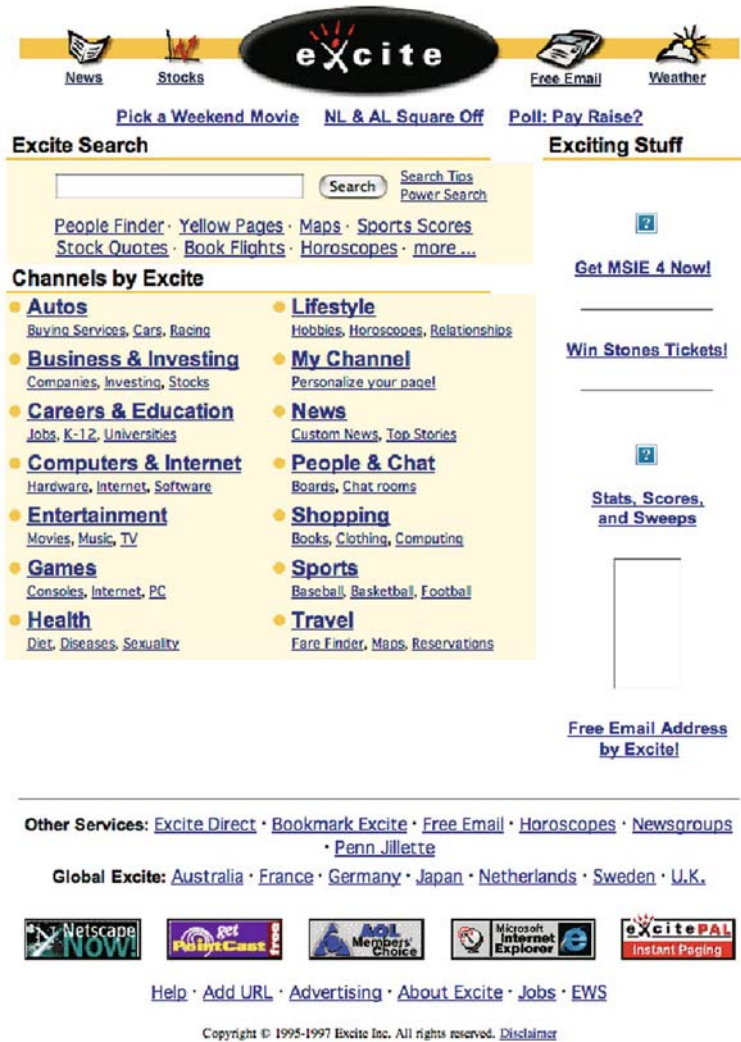 excite
News
Stocks
Free Email
Weather
Pick a Weekend Movie NL & AL Square Off Poll: Pay Raise?
Excite Search
Search
Search Tips
Power Search
People Finder · Yellow Pages · Maps · Sports Scores
Stock Quotes · Book Flights · Horoscopes · more ...
Channels by Excite
Autos
Buying Services, Cars, Racing
Business & Investing
Companies, Investing, Stocks
Careers & Education
Jobs, K-12, Universities
Computers & Internet
Hardware, Internet, Software
Entertainment
Movies, Music, TV
Games
Consoles, Internet, PC
Health
Diet, Diseases, Sexuality
Lifestyle
Hobbies, Horoscopes, Relationships
My Channel
Personalize your page!
News
Custom News, Top Stories
People & Chat
Boards, Chat rooms
Shopping
Books, Clothing, Computing
Sports
Baseball, Basketball, Football
Travel
Fare Finder, Maps, Reservations
Exciting Stuff
?
Get MSIE 4 Now!
Win Stones Tickets!
?
Stats, Scores,
and Sweeps
Free Email Address
by Excite!
Other Services: Excite Direct · Bookmark Excite · Free Email · Horoscopes · Newsgroups
· Penn Jillette
Global Excite: Australia · France · Germany · Japan · Netherlands · Sweden · U.K.
Netscape
Now!
get
PointCast
free
AOL
Members'
Choice
Microsoft
Internet
Explorer
excite PAL
Instant Paging
Help · Add URL · Advertising · About Excite · Jobs · EWS
Copyright © 1995-1997 Excite Inc. All rights reserved. Disclaimer